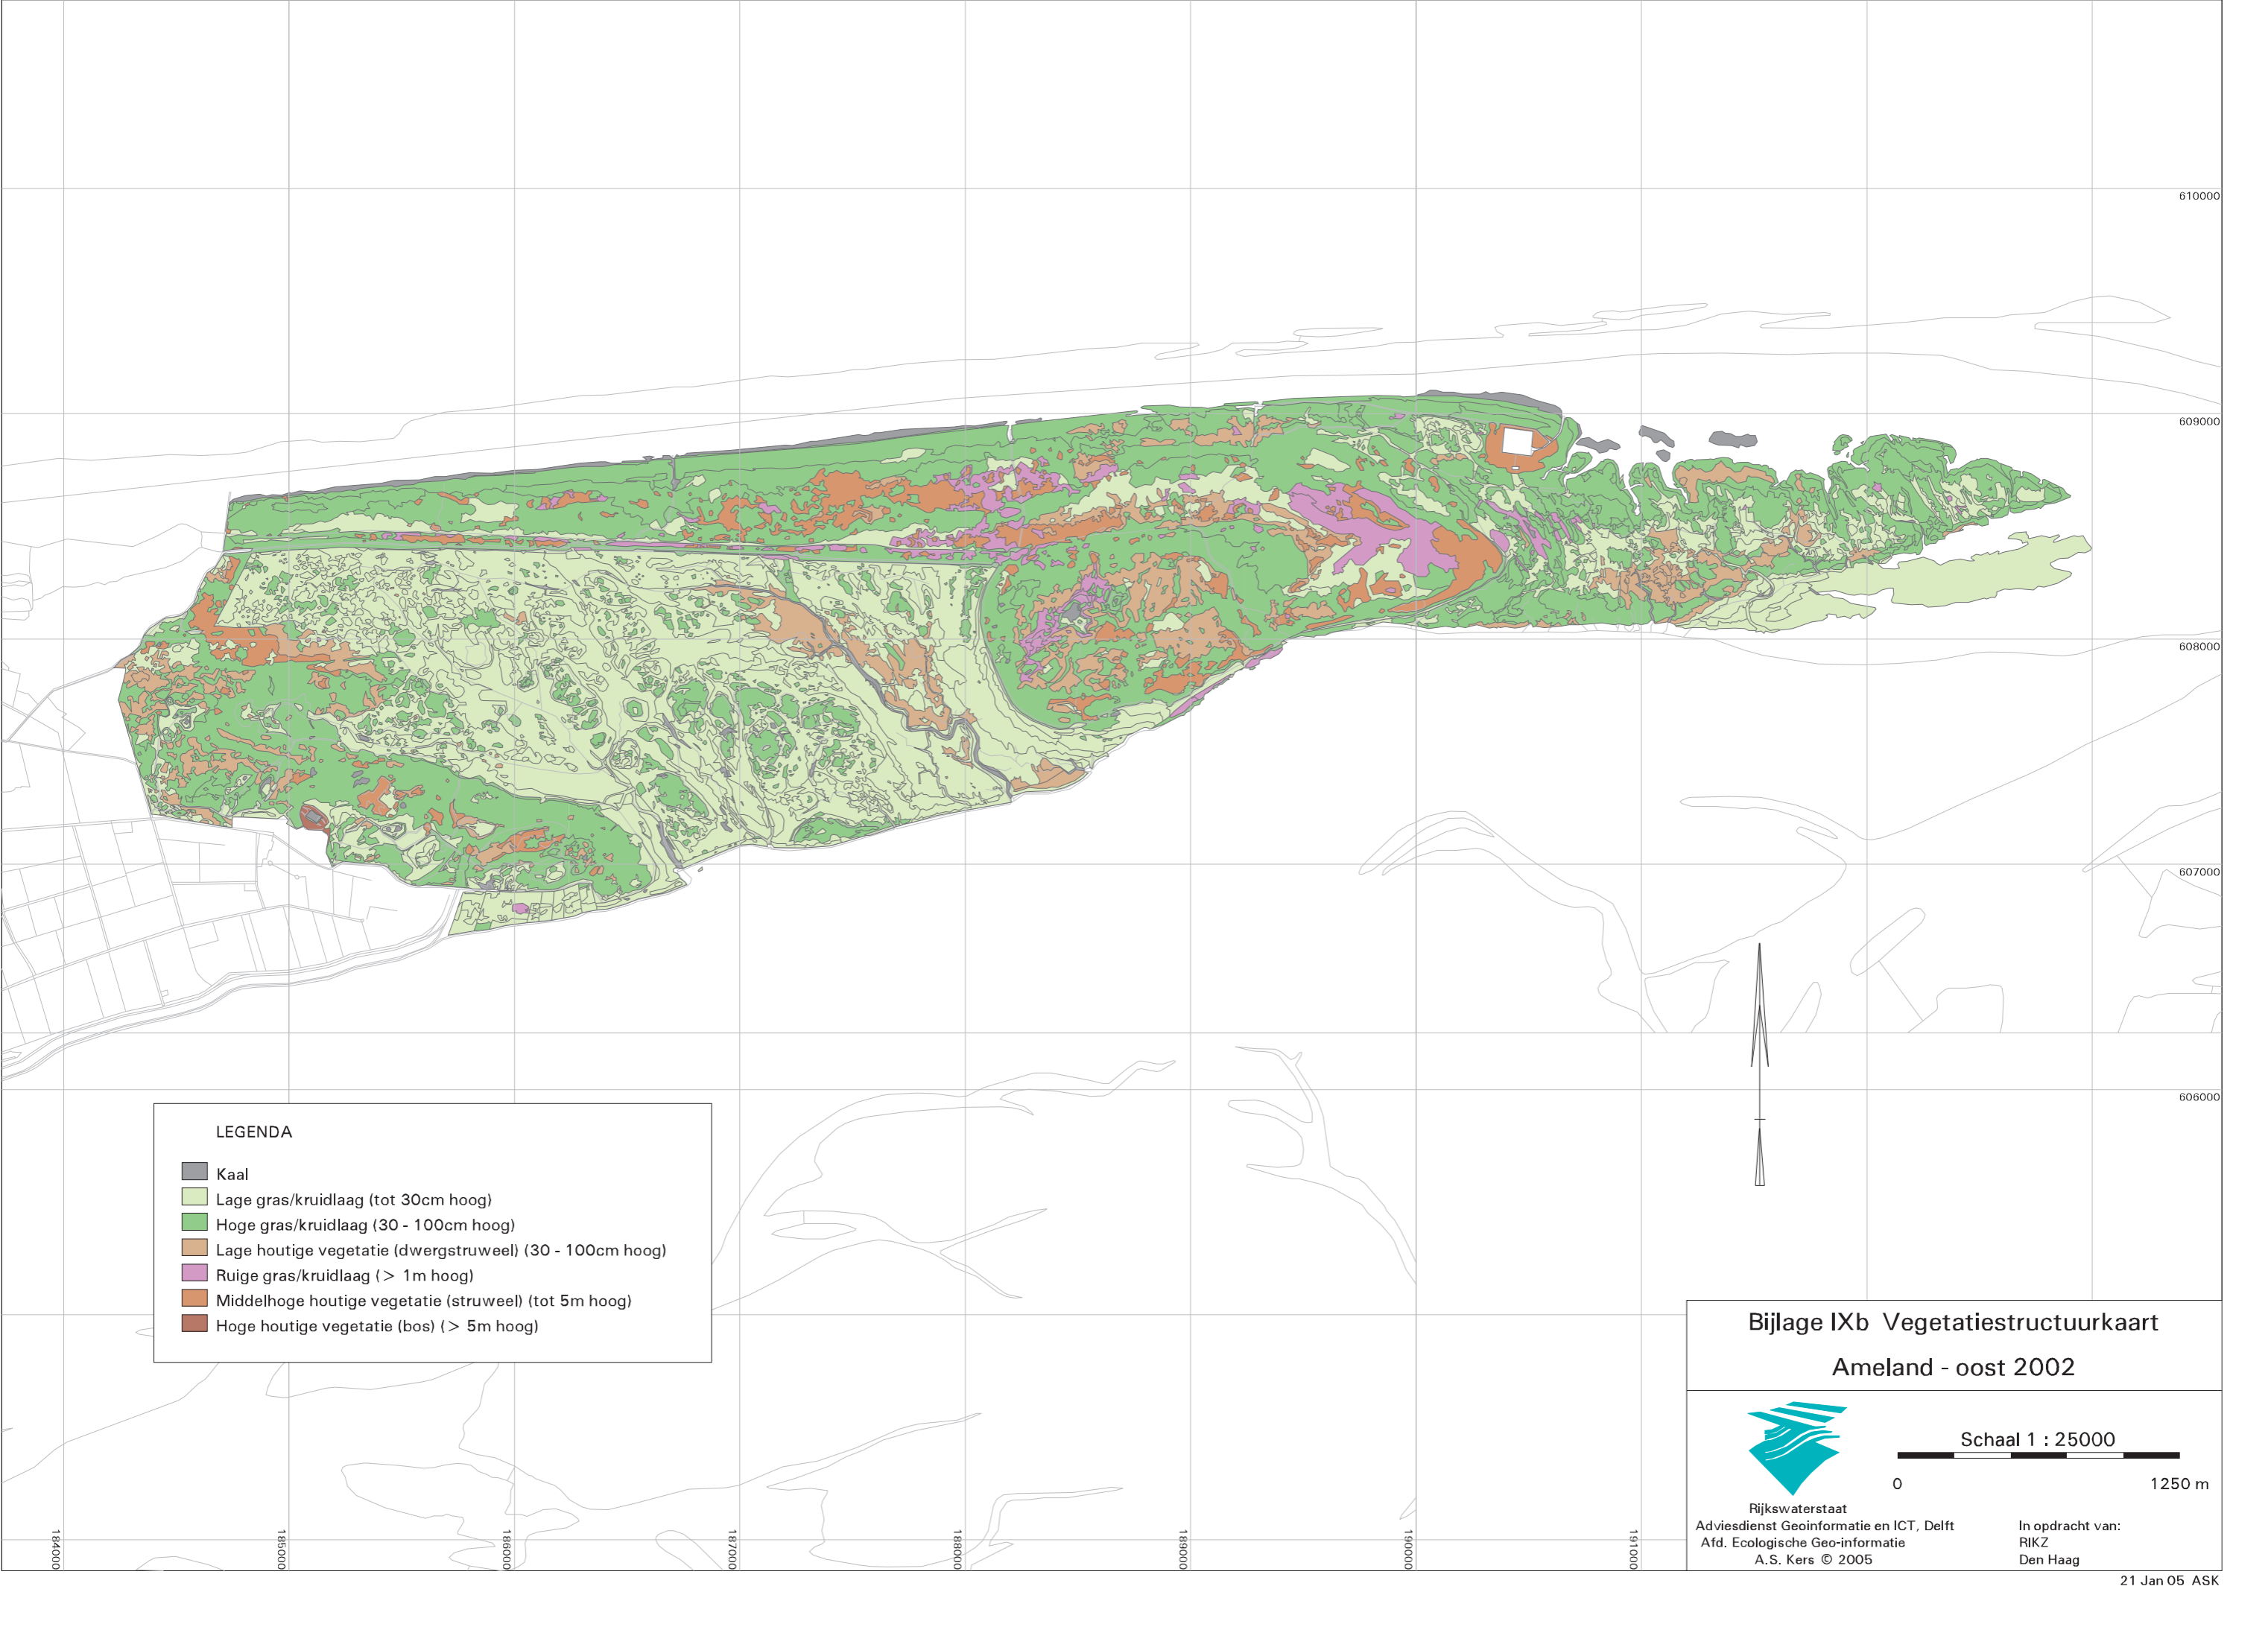 610000
609000
608000
607000
606000
LEGENDA
Kaal
Lage gras/kruidlaag (tot 30cm hoog)
Hoge gras/kruidlaag (30 - 100cm hoog)
Lage houtige vegetatie (dwergstruweel) (30 - 100cm hoog)
Ruige gras/kruidlaag (> 1m hoog)
Middelhoge houtige vegetatie (struweel) (tot 5m hoog)
Hoge houtige vegetatie (bos) (> 5m hoog)
184000
185000
186000
187000
188000
189000
190000
191000
Bijlage IXb Vegetatiestructuurkaart
Ameland - oost 2002
Schaal 1 : 25000
0 1250 m
Rijkswaterstaat
Adviesdienst Geoinformatie en ICT, Delft
Afd. Ecologische Geo-informatie
A.S. Kers © 2005
In opdracht van:
RIKZ
Den Haag
21 Jan 05 ASK